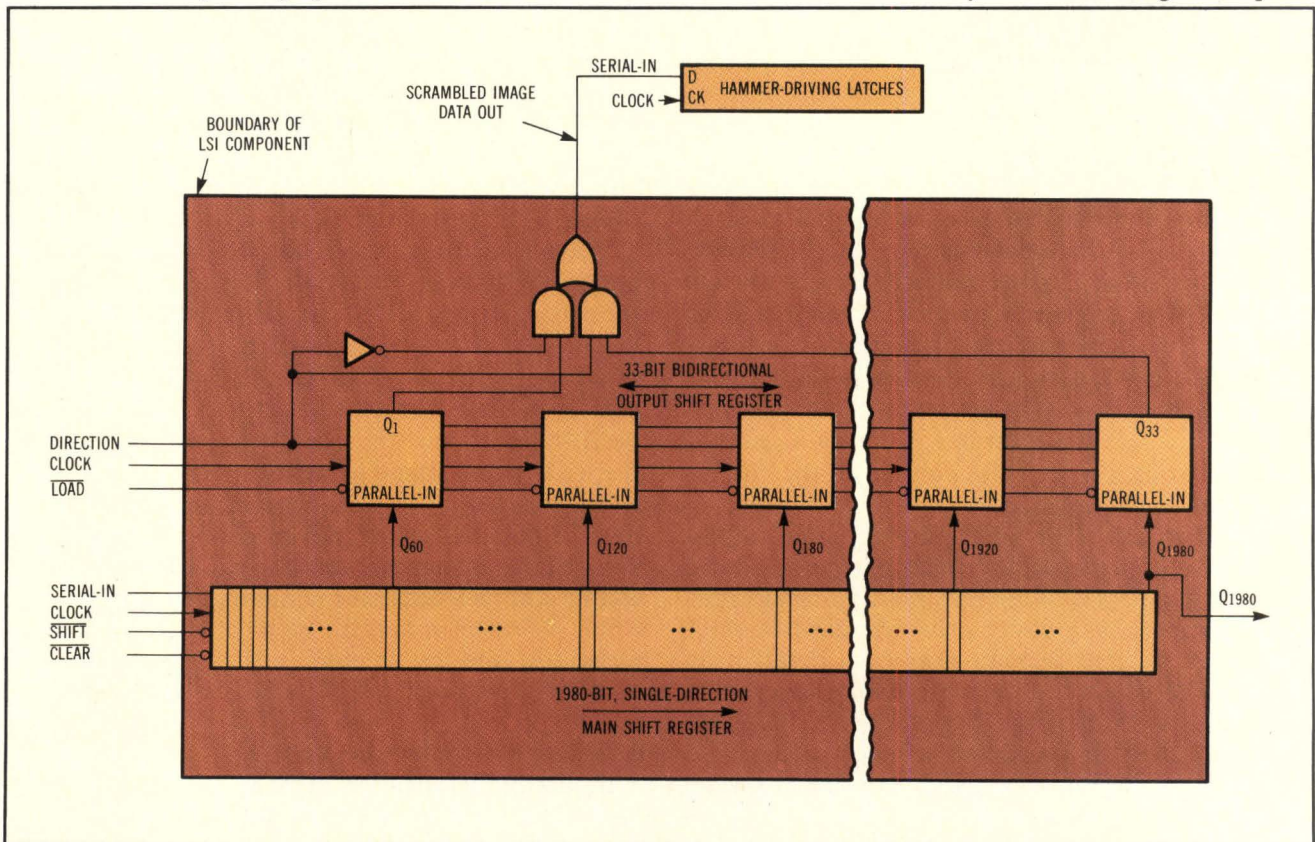 SERIAL-IN
D
CK
HAMMER-DRIVING LATCHES
CLOCK
SCRAMBLED IMAGE
DATA OUT
BOUNDARY OF
LSI COMPONENT
33-BIT BIDIRECTIONAL
OUTPUT SHIFT REGISTER
DIRECTION
CLOCK
LOAD
Q1
Q33
PARALLEL-IN
PARALLEL-IN
PARALLEL-IN
PARALLEL-IN
PARALLEL-IN
Q60
Q120
Q180
Q1920
Q1980
SERIAL-IN
CLOCK
SHIFT
CLEAR
•••
•••
•••
•••
•••
•••
Q1980
1980-BIT, SINGLE-DIRECTION
MAIN SHIFT REGISTER